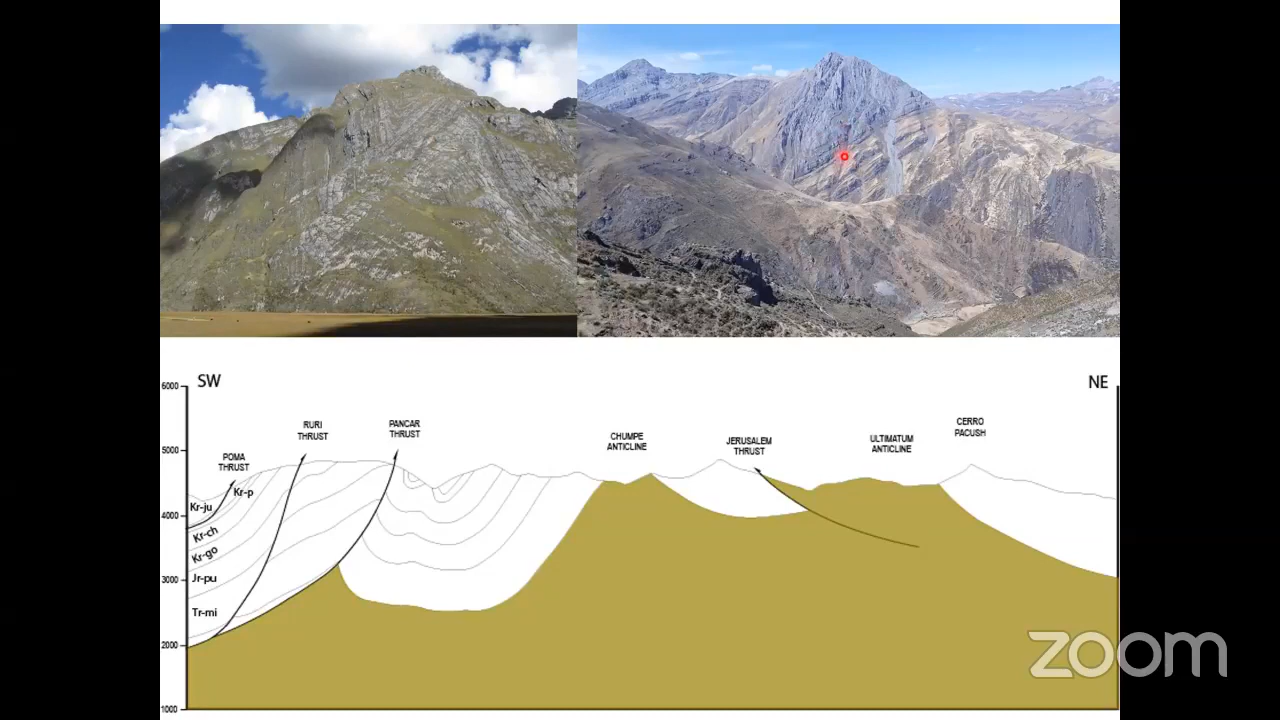 SW
NE
6000
5000
4000
3000
2000
1000
POMA
THRUST
RURI
THRUST
PANCAR
THRUST
CHUMPE
ANTICLINE
JERUSALEM
THRUST
ULTIMATUM
ANTICLINE
CERRO
PACUSH
Kr-p
Kr-ju
Kr-ch
Kr-go
Jr-pu
Tr-mi
zoom